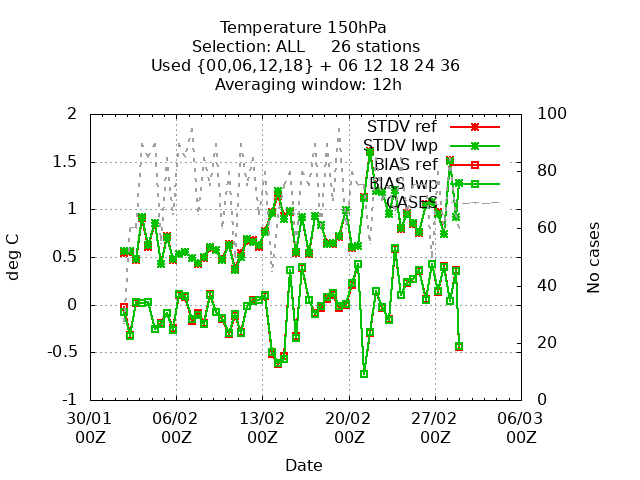 Temperature 150hPa
Selection: ALL 26 stations
Used {00,06,12,18} + 06 12 18 24 36
Averaging window: 12h
2
1.5
1
0.5
0
-0.5
-1
deg C
100
80
60
40
20
0
No cases
STDV ref
STDV lwp
BIAS ref
BIAS lwp
CASES
30/01 06/02 13/02 20/02 27/02 06/03
00Z 00Z 00Z 00Z 00Z 00Z
Date